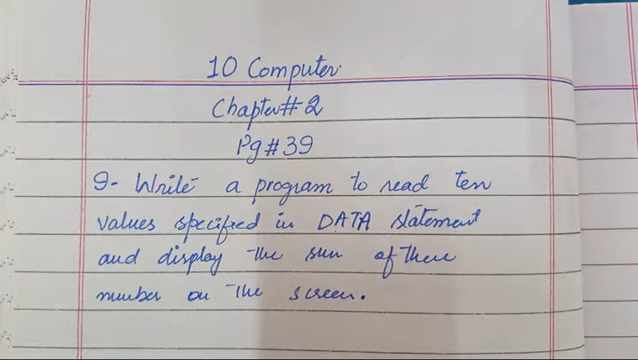 10 Computer
Chapter# 2
Pg # 39
9- Write a program to read ten
values specified in DATA statement
and display the sum of these
number on the screen.